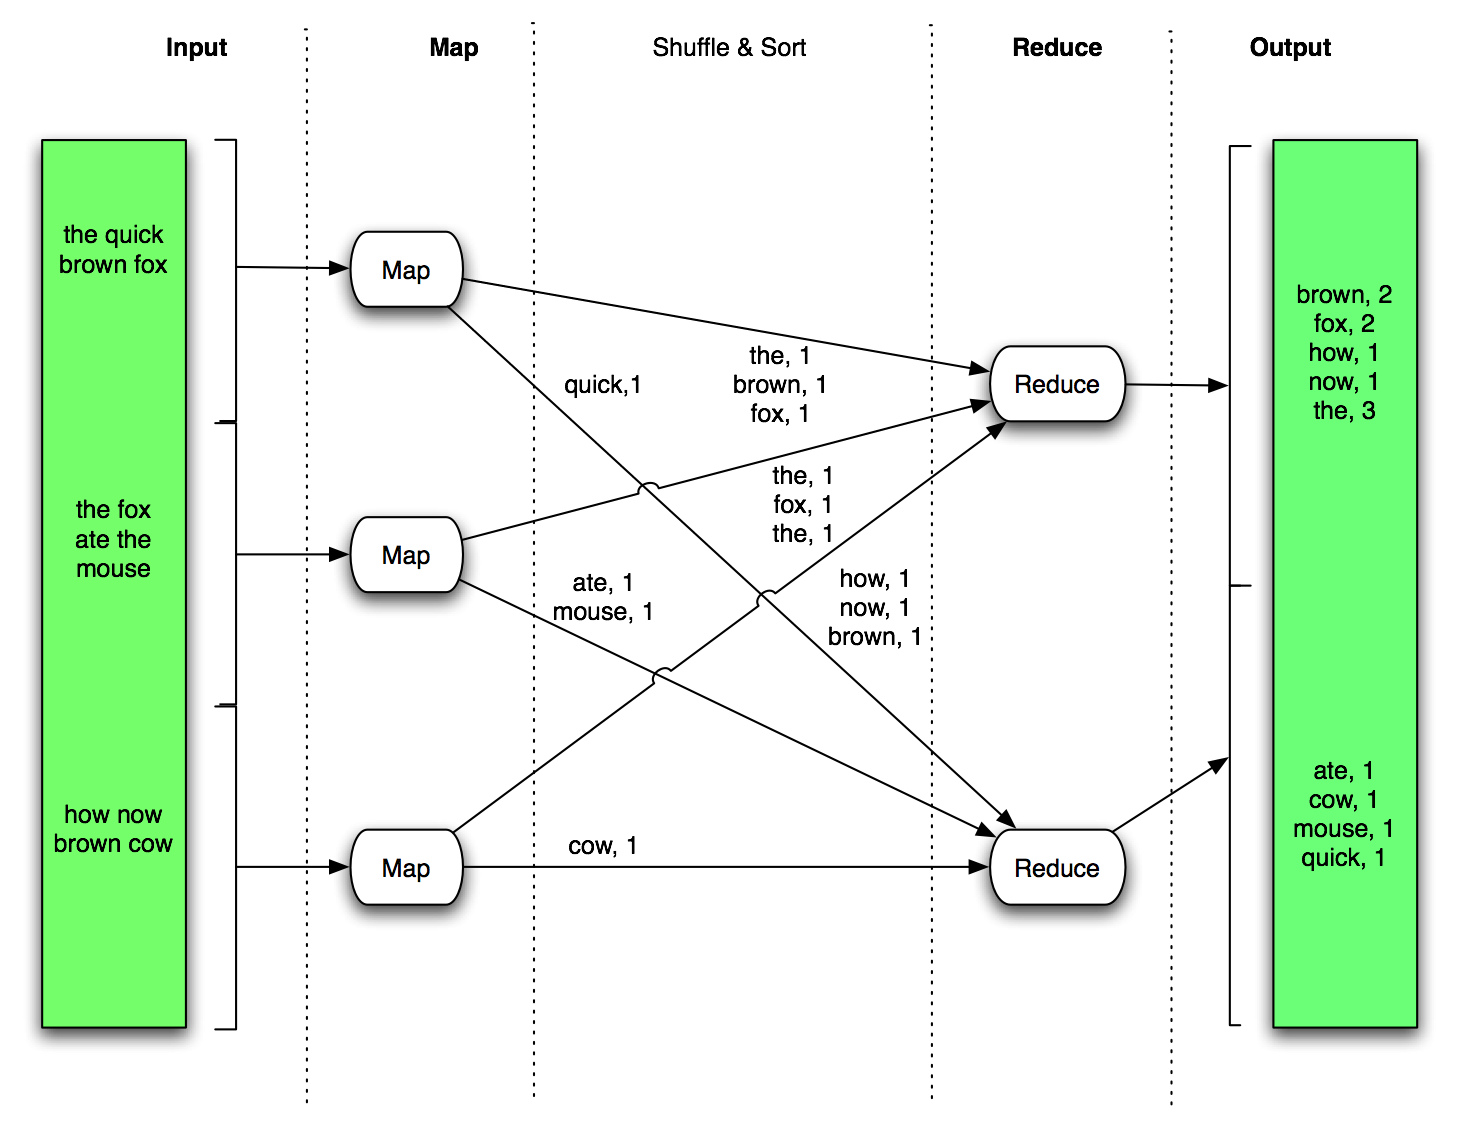 Input
Map
Shuffle & Sort
Reduce
Output
the quick
brown fox
the fox
ate the
mouse
how now
brown cow
Map
Map
Map
quick,1
the, 1
brown, 1
fox, 1
the, 1
fox, 1
the, 1
ate, 1
mouse, 1
how, 1
now, 1
brown, 1
cow, 1
Reduce
Reduce
brown, 2
fox, 2
how, 1
now, 1
the, 3
ate, 1
cow, 1
mouse, 1
quick, 1